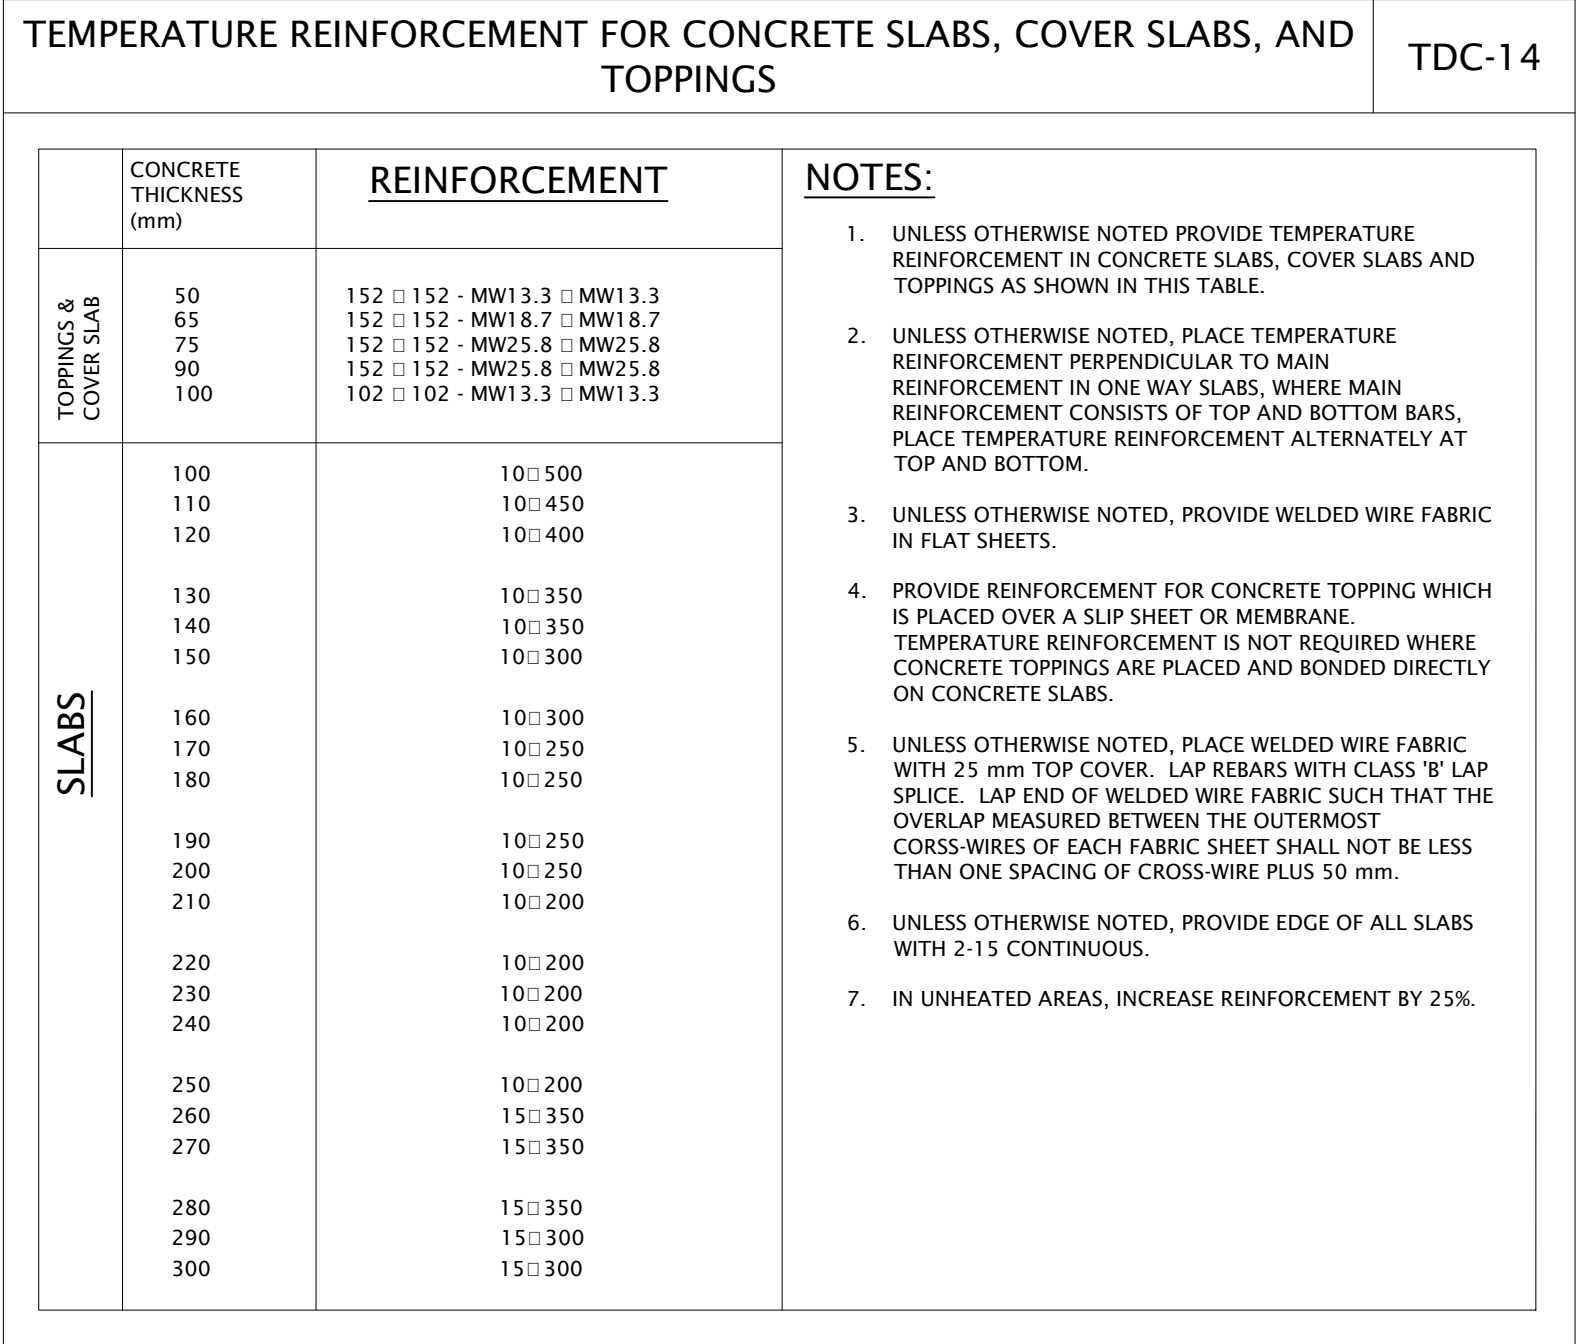 TEMPERATURE REINFORCEMENT FOR CONCRETE SLABS, COVER SLABS, AND
TOPPINGS
TDC-14
CONCRETE
THICKNESS
(mm)
REINFORCEMENT
TOPPINGS &
COVER SLAB
50 152 □ 152 - MW13.3 □ MW13.3
65 152 □ 152 - MW18.7 □ MW18.7
75 152 □ 152 - MW25.8 □ MW25.8
90 152 □ 152 - MW25.8 □ MW25.8
100 102 □ 102 - MW13.3 □ MW13.3
SLABS
100 10□500
110 10□450
120 10□400
130 10□350
140 10□350
150 10□300
160 10□300
170 10□250
180 10□250
190 10□250
200 10□250
210 10□200
220 10□200
230 10□200
240 10□200
250 10□200
260 15□350
270 15□350
280 15□350
290 15□300
300 15□300
NOTES:
1. UNLESS OTHERWISE NOTED PROVIDE TEMPERATURE
REINFORCEMENT IN CONCRETE SLABS, COVER SLABS AND
TOPPINGS AS SHOWN IN THIS TABLE.
2. UNLESS OTHERWISE NOTED, PLACE TEMPERATURE
REINFORCEMENT PERPENDICULAR TO MAIN
REINFORCEMENT IN ONE WAY SLABS, WHERE MAIN
REINFORCEMENT CONSISTS OF TOP AND BOTTOM BARS,
PLACE TEMPERATURE REINFORCEMENT ALTERNATELY AT
TOP AND BOTTOM.
3. UNLESS OTHERWISE NOTED, PROVIDE WELDED WIRE FABRIC
IN FLAT SHEETS.
4. PROVIDE REINFORCEMENT FOR CONCRETE TOPPING WHICH
IS PLACED OVER A SLIP SHEET OR MEMBRANE.
TEMPERATURE REINFORCEMENT IS NOT REQUIRED WHERE
CONCRETE TOPPINGS ARE PLACED AND BONDED DIRECTLY
ON CONCRETE SLABS.
5. UNLESS OTHERWISE NOTED, PLACE WELDED WIRE FABRIC
WITH 25 mm TOP COVER. LAP REBARS WITH CLASS 'B' LAP
SPLICE. LAP END OF WELDED WIRE FABRIC SUCH THAT THE
OVERLAP MEASURED BETWEEN THE OUTERMOST
CORSS-WIRES OF EACH FABRIC SHEET SHALL NOT BE LESS
THAN ONE SPACING OF CROSS-WIRE PLUS 50 mm.
6. UNLESS OTHERWISE NOTED, PROVIDE EDGE OF ALL SLABS
WITH 2-15 CONTINUOUS.
7. IN UNHEATED AREAS, INCREASE REINFORCEMENT BY 25%.